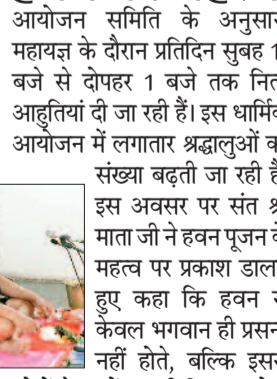 आयोजन समिति के अनुसार
महायज्ञ के दौरान प्रतिदिन सुबह 1
बजे से दोपहर 1 बजे तक नित
आहुतियां दी जा रही हैं। इस धार्मि
आयोजन में लगातार श्रद्धालुओं क
संख्या बढ़ती जा रही है
इस अवसर पर संत श्र
माता जी ने हवन पूजन के
महत्व पर प्रकाश डाल
हुए कहा कि हवन स
केवल भगवान ही प्रसन
नहीं होते, बल्कि इस